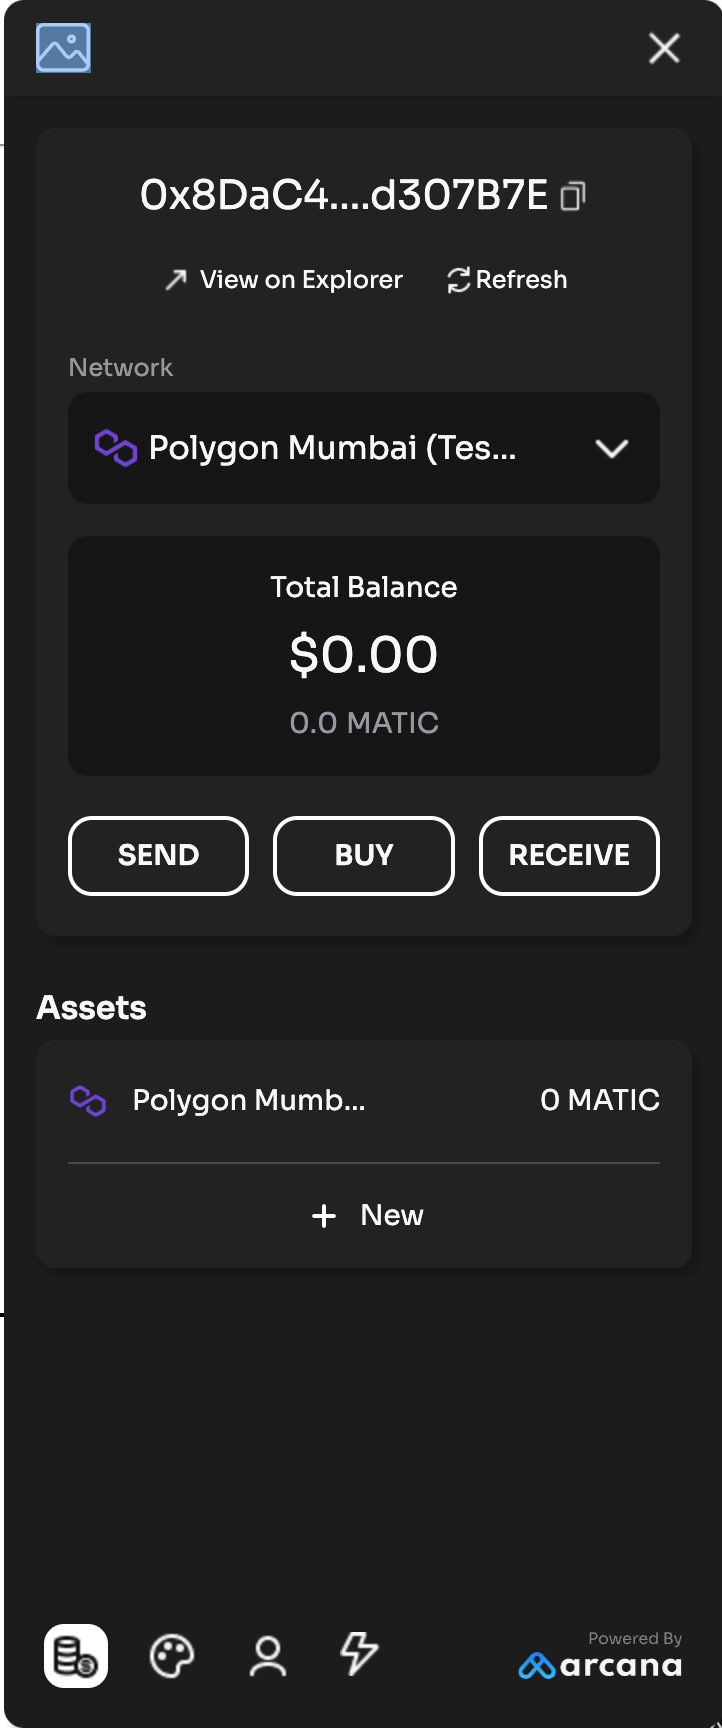 0x8DaC4....d307B7E
View on Explorer Refresh
Network
Polygon Mumbai (Tes...
Total Balance
$0.00
0.0 MATIC
SEND BUY RECEIVE
Assets
Polygon Mumb... 0 MATIC
+ New
Powered By
arcana